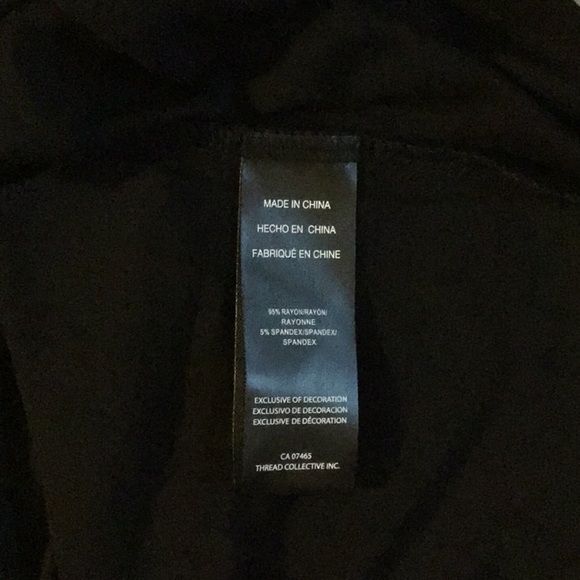 MADE IN CHINA
HECHO EN CHINA
FABRIQUÉ EN CHINE
95% RAYON/RAYÓN/
RAYONNE
5% SPANDEX/SPANDEX/
SPANDEX
EXCLUSIVE OF DECORATION
EXCLUSIVO DE DECORACION
EXCLUSIVE DE DÉCORATION
CA 07465
THREAD COLLECTIVE INC.